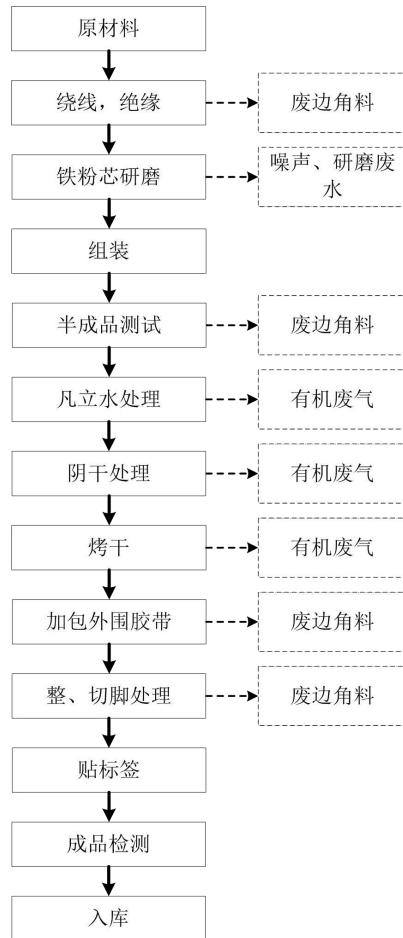 原材料
绕线，绝缘
废边角料
铁粉芯研磨
噪声、研磨废
水
组装
半成品测试
废边角料
凡立水处理
有机废气
阴干处理
有机废气
烤干
有机废气
加包外围胶带
废边角料
整、切脚处理
废边角料
贴标签
成品检测
入库